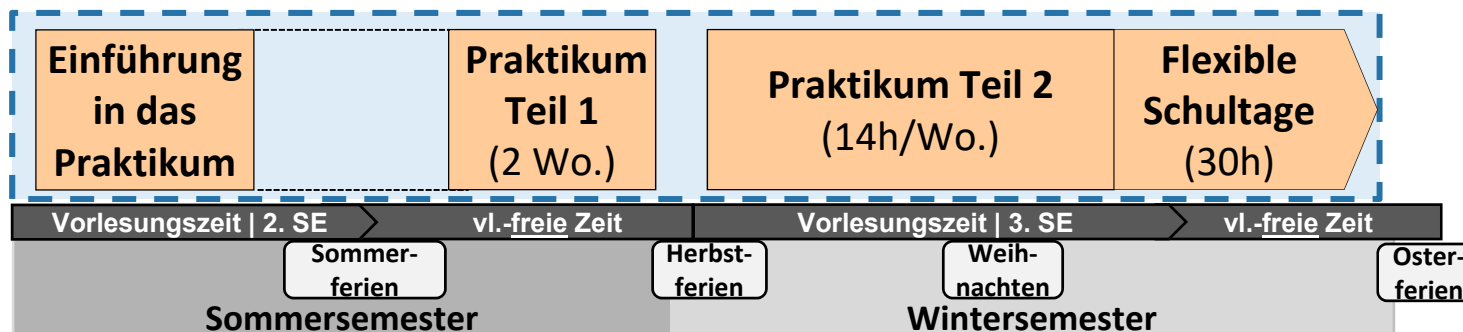 Einführung
in das
Praktikum
Praktikum
Teil 1
(2 Wo.)
Praktikum Teil 2
(14h/Wo.)
Flexible
Schultage
(30h)
Vorlesungszeit | 2. SE
vl.-freie Zeit
Vorlesungszeit | 3. SE
vl.-freie Zeit
Sommer-
ferien
Herbst-
ferien
Weih-
nachten
Oster-
ferien
Sommersemester
Wintersemester